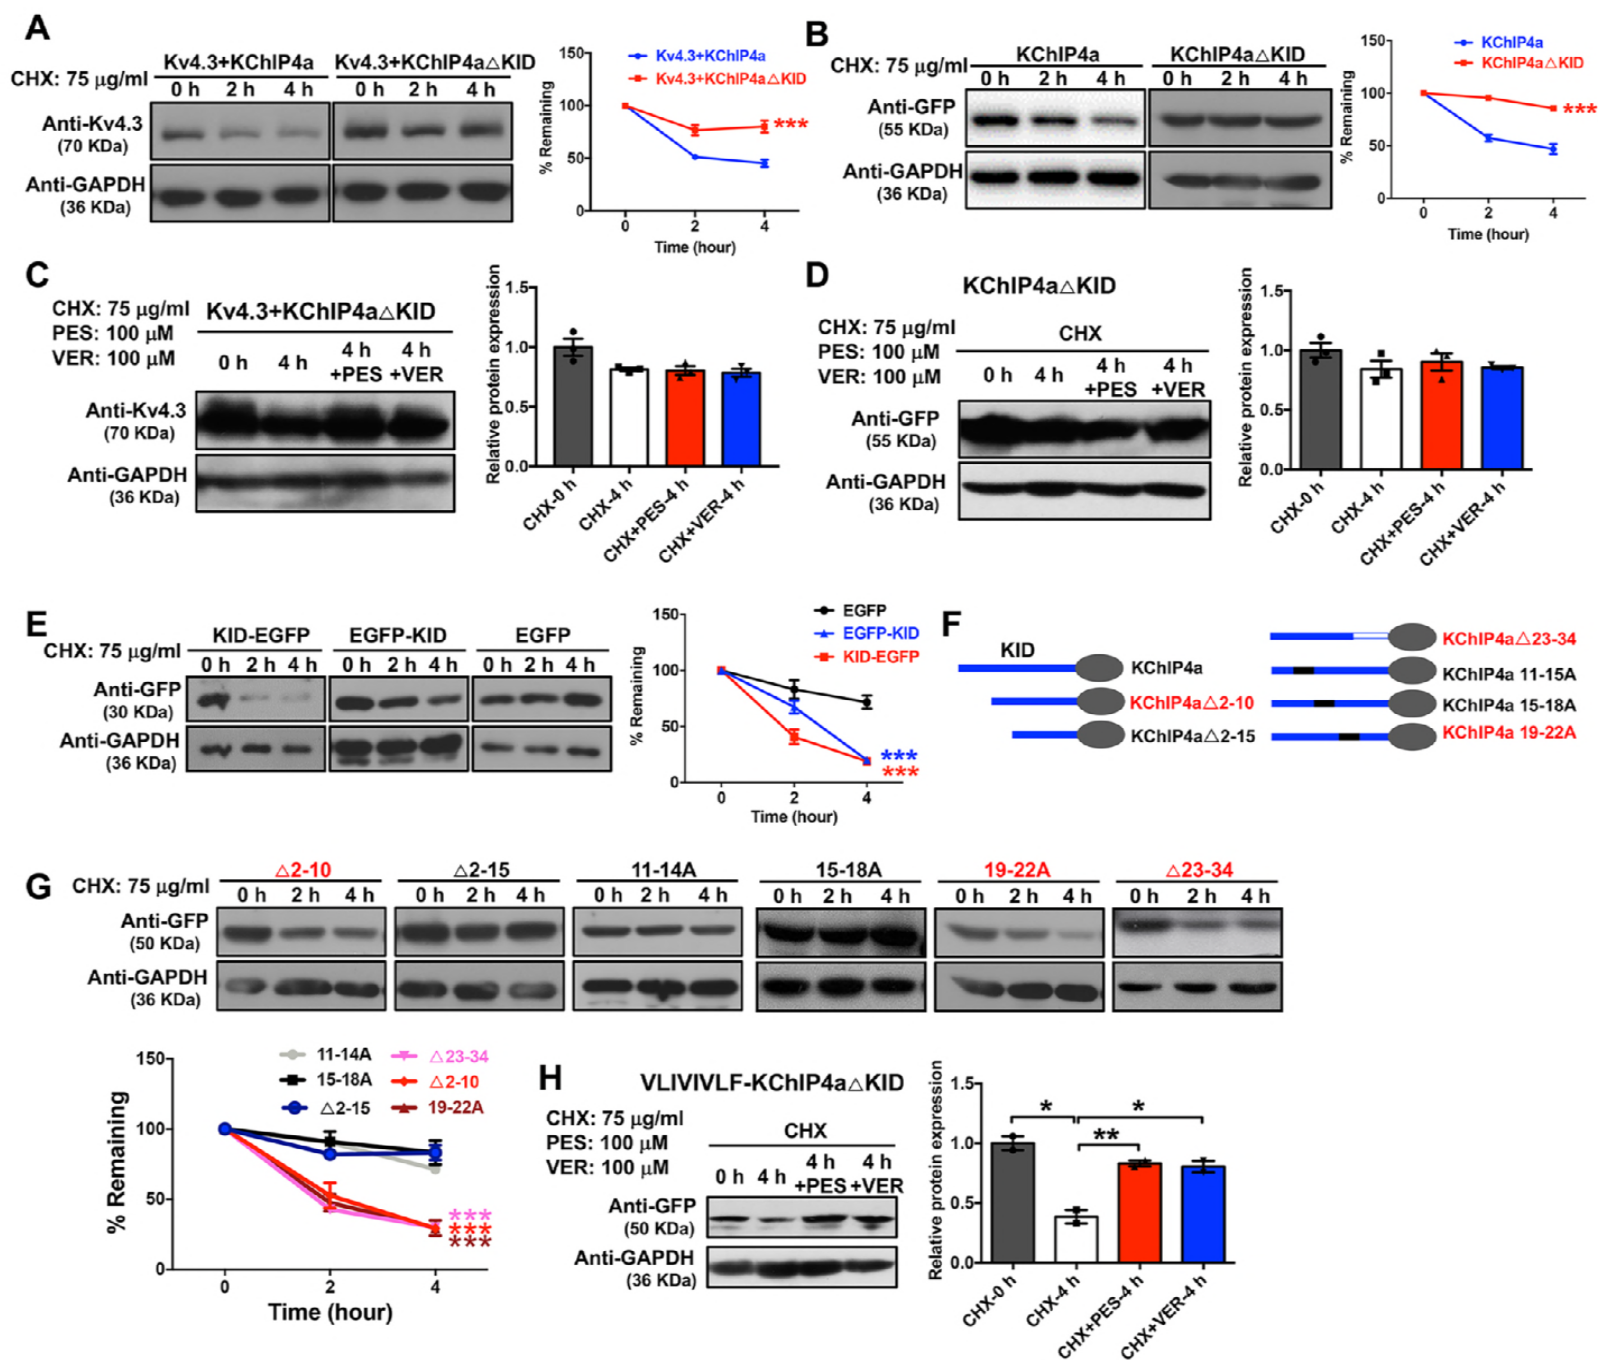 A
Kv4.3+KChIP4a
Kv4.3+KChIP4a△KID
CHX: 75 μg/ml
0 h 2 h 4 h
0 h 2 h 4 h
Anti-Kv4.3
(70 KDa)
Anti-GAPDH
(36 KDa)
150
100
50
0
% Remaining
Kv4.3+KChIP4a
Kv4.3+KChIP4a△KID
***
0 2 4
Time (hour)
B
KChIP4a
KChIP4a△KID
CHX: 75 μg/ml
0 h 2 h 4 h
0 h 2 h 4 h
Anti-GFP
(55 KDa)
Anti-GAPDH
(36 KDa)
150
100
50
0
% Remaining
KChIP4a
KChIP4a△KID
***
0 2 4
Time (hour)
C
CHX: 75 μg/ml
PES: 100 μM
VER: 100 μM
Kv4.3+KChIP4a△KID
0 h
4 h
4 h
+PES
4 h
+VER
Anti-Kv4.3
(70 KDa)
Anti-GAPDH
(36 KDa)
Relative protein expression
1.5
1.0
0.5
0.0
CHX-0 h
CHX-4 h
CHX+PES-4 h
CHX+VER-4 h
D
KChIP4a△KID
CHX: 75 μg/ml
PES: 100 μM
VER: 100 μM
CHX
0 h
4 h
4 h
+PES
4 h
+VER
Anti-GFP
(55 KDa)
Anti-GAPDH
(36 KDa)
Relative protein expression
1.5
1.0
0.5
0.0
CHX-0 h
CHX-4 h
CHX+PES-4 h
CHX+VER-4 h
E
KID-EGFP
EGFP-KID
EGFP
CHX: 75 μg/ml
0 h 2 h 4 h
0 h 2 h 4 h
0 h 2 h 4 h
Anti-GFP
(30 KDa)
Anti-GAPDH
(36 KDa)
150
100
50
0
% Remaining
EGFP
EGFP-KID
KID-EGFP
***
***
0 2 4
Time (hour)
F
KID
KChIP4a
KChIP4a△2-10
KChIP4a△2-15
KChIP4a△23-34
KChIP4a 11-15A
KChIP4a 15-18A
KChIP4a 19-22A
G
CHX: 75 μg/ml
△2-10
△2-15
11-14A
15-18A
19-22A
△23-34
0 h 2 h 4 h
0 h 2 h 4 h
0 h 2 h 4 h
0 h 2 h 4 h
0 h 2 h 4 h
0 h 2 h 4 h
Anti-GFP
(50 KDa)
Anti-GAPDH
(36 KDa)
150
100
50
0
% Remaining
11-14A
15-18A
△2-15
△23-34
△2-10
19-22A
***
***
***
0 2 4
Time (hour)
H
VLIVIVLF-KChIP4a△KID
CHX: 75 μg/ml
PES: 100 μM
VER: 100 μM
CHX
0 h
4 h
4 h
+PES
4 h
+VER
Anti-GFP
(50 KDa)
Anti-GAPDH
(36 KDa)
Relative protein expression
1.5
1.0
0.5
0.0
*
*
**
CHX-0 h
CHX-4 h
CHX+PES-4 h
CHX+VER-4 h